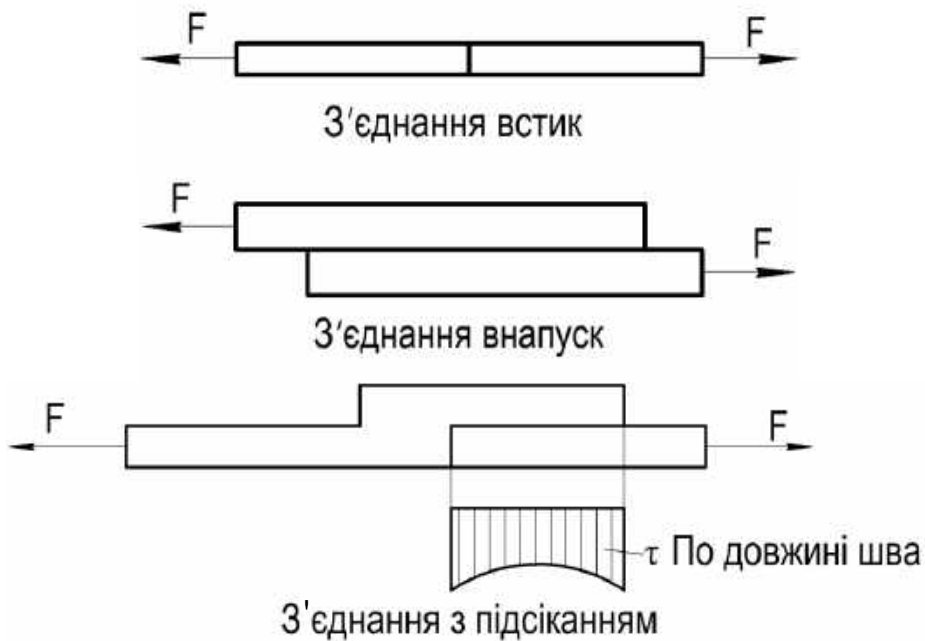 F F
З'єднання встик
F
F
З'єднання внапуск
F F
τ По довжині шва
З'єднання з підсіканням